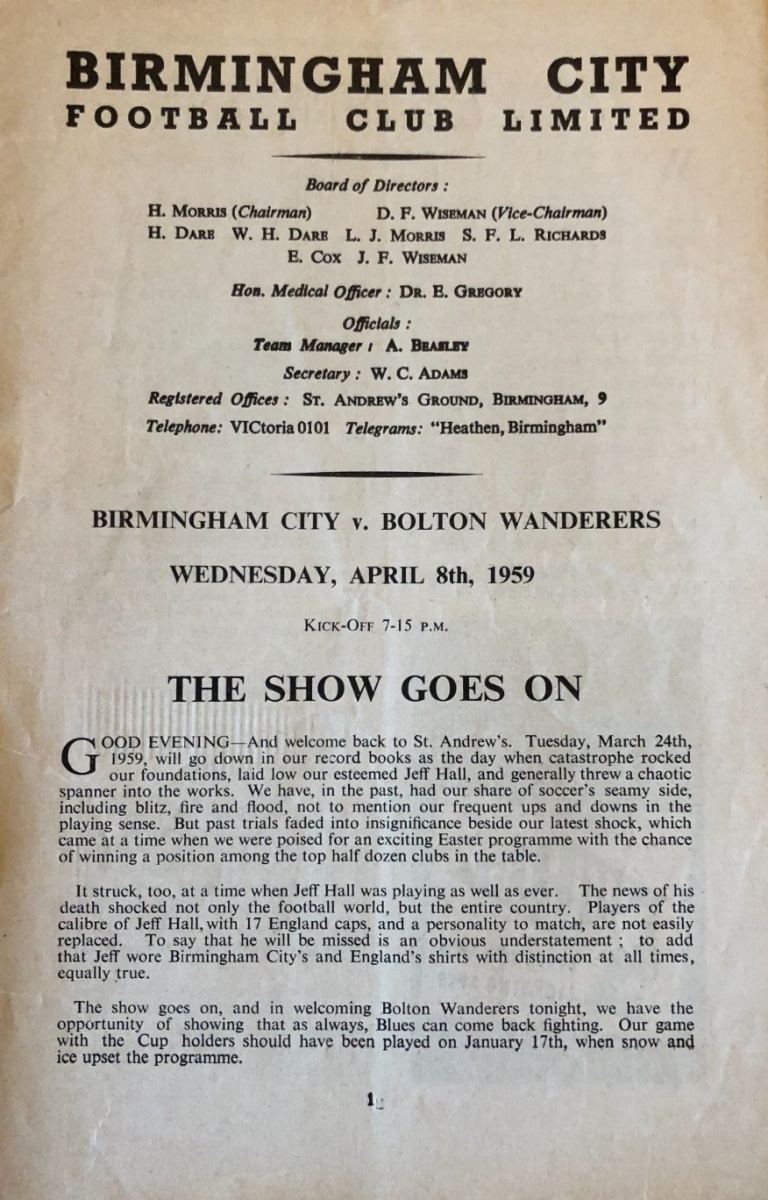 BIRMINGHAM CITY
FOOTBALL CLUB LIMITED
Board of Directors :
H. MORRIS (Chairman) D. F. WISEMAN (Vice-Chairman)
H. DARE W. H. DARE L. J. MORRIS S. F. L. RICHARDS
E. COX J. F. WISEMAN
Hon. Medical Officer : DR. E. GREGORY
Officials :
Team Manager : A. BEASLEY
Secretary : W. C. ADAMS
Registered Offices : ST. ANDREW'S GROUND, BIRMINGHAM, 9
Telephone: VICtoria 0101 Telegrams: "Heathen, Birmingham"
BIRMINGHAM CITY v. BOLTON WANDERERS
WEDNESDAY, APRIL 8th, 1959
KICK-OFF 7-15 P.M.
THE SHOW GOES ON
GOOD EVENING—And welcome back to St. Andrew's. Tuesday, March 24th,
1959, will go down in our record books as the day when catastrophe rocked
our foundations, laid low our esteemed Jeff Hall, and generally threw a chaotic
spanner into the works. We have, in the past, had our share of soccer's seamy side,
including blitz, fire and flood, not to mention our frequent ups and downs in the
playing sense. But past trials faded into insignificance beside our latest shock, which
came at a time when we were poised for an exciting Easter programme with the chance
of winning a position among the top half dozen clubs in the table.
It struck, too, at a time when Jeff Hall was playing as well as ever. The news of his
death shocked not only the football world, but the entire country. Players of the
calibre of Jeff Hall, with 17 England caps, and a personality to match, are not easily
replaced. To say that he will be missed is an obvious understatement ; to add
that Jeff wore Birmingham City's and England's shirts with distinction at all times,
equally true.
The show goes on, and in welcoming Bolton Wanderers tonight, we have the
opportunity of showing that as always, Blues can come back fighting. Our game
with the Cup holders should have been played on January 17th, when snow and
ice upset the programme.
1